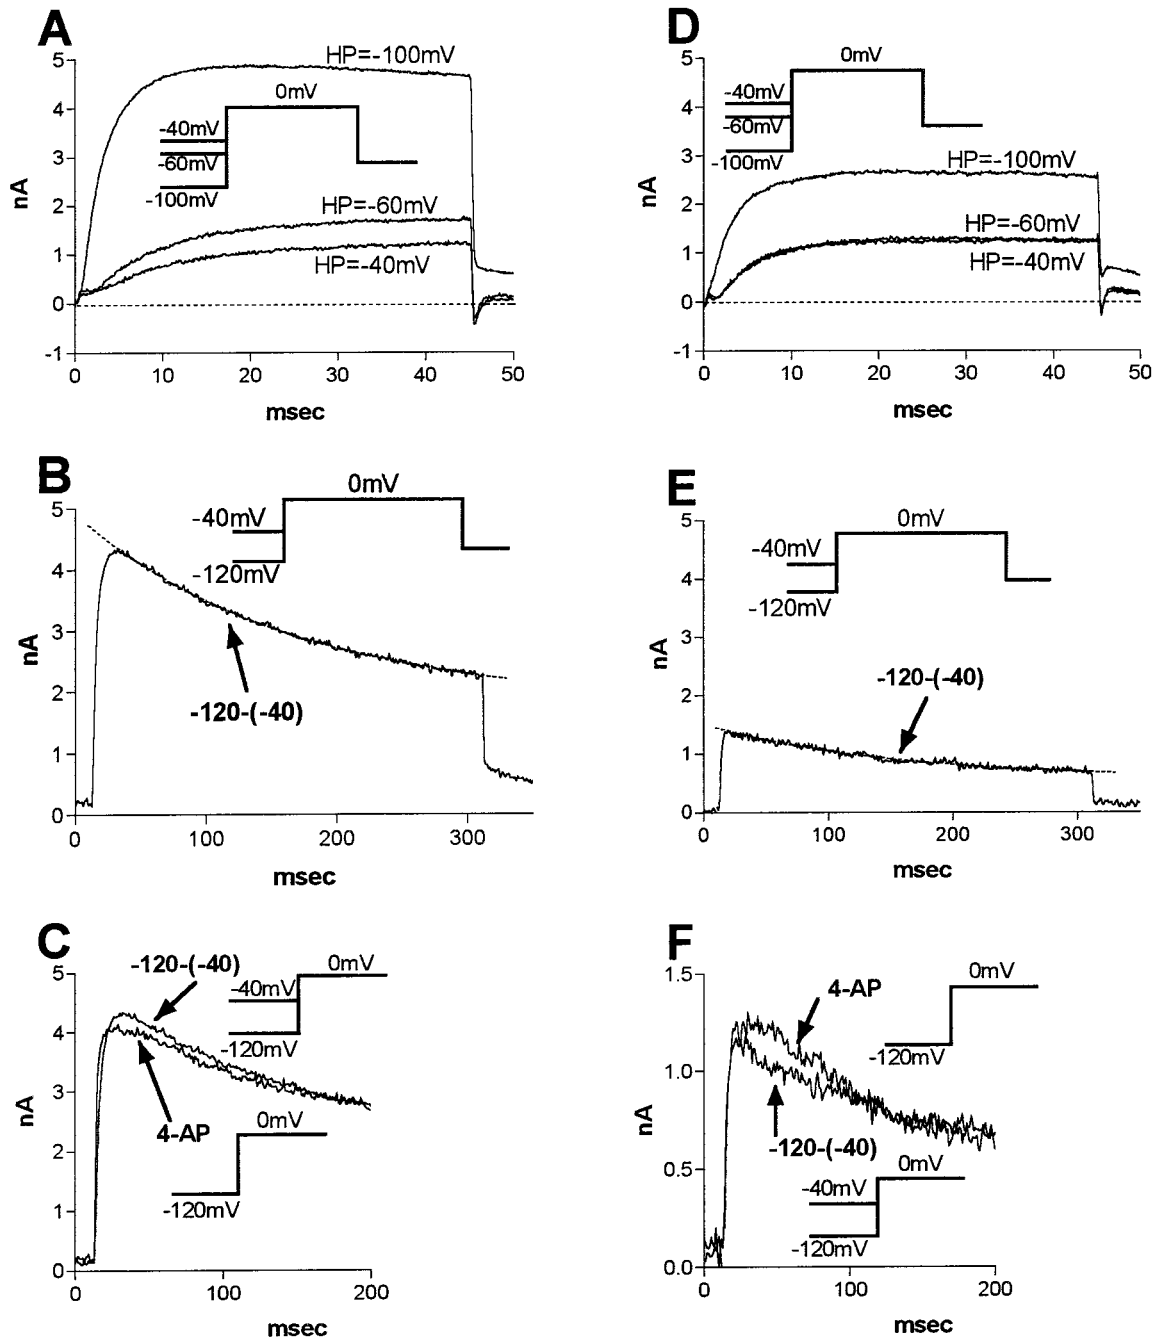 A
5
4
3
2
1
0
-1
nA
HP=-100mV
0mV
-40mV
-60mV
-100mV
HP=-60mV
HP=-40mV
0 10 20 30 40 50
msec
D
5
4
3
2
1
0
-1
nA
0mV
-40mV
-60mV
-100mV
HP=-100mV
HP=-60mV
HP=-40mV
0 10 20 30 40 50
msec
B
5
4
3
2
1
0
nA
0mV
-40mV
-120mV
-120-(-40)
0 100 200 300
msec
E
5
4
3
2
1
0
nA
0mV
-40mV
-120mV
-120-(-40)
0 100 200 300
msec
C
5
4
3
2
1
0
nA
-120-(-40)
0mV
-40mV
-120mV
4-AP
0mV
-120mV
0 100 200
msec
F
1.5
1.0
0.5
0.0
nA
4-AP
0mV
-120mV
-120-(-40)
0mV
-40mV
-120mV
0 100 200
msec